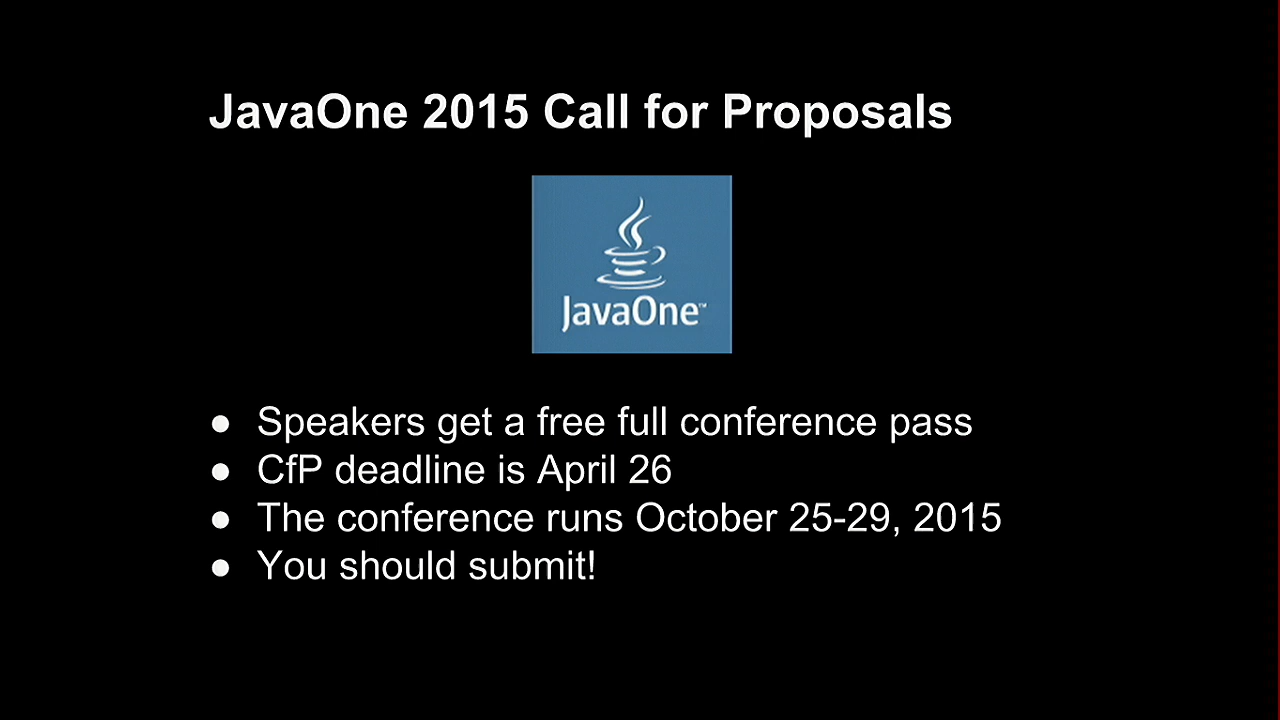 JavaOne 2015 Call for Proposals
JavaOne™
● Speakers get a free full conference pass
● CfP deadline is April 26
● The conference runs October 25-29, 2015
● You should submit!